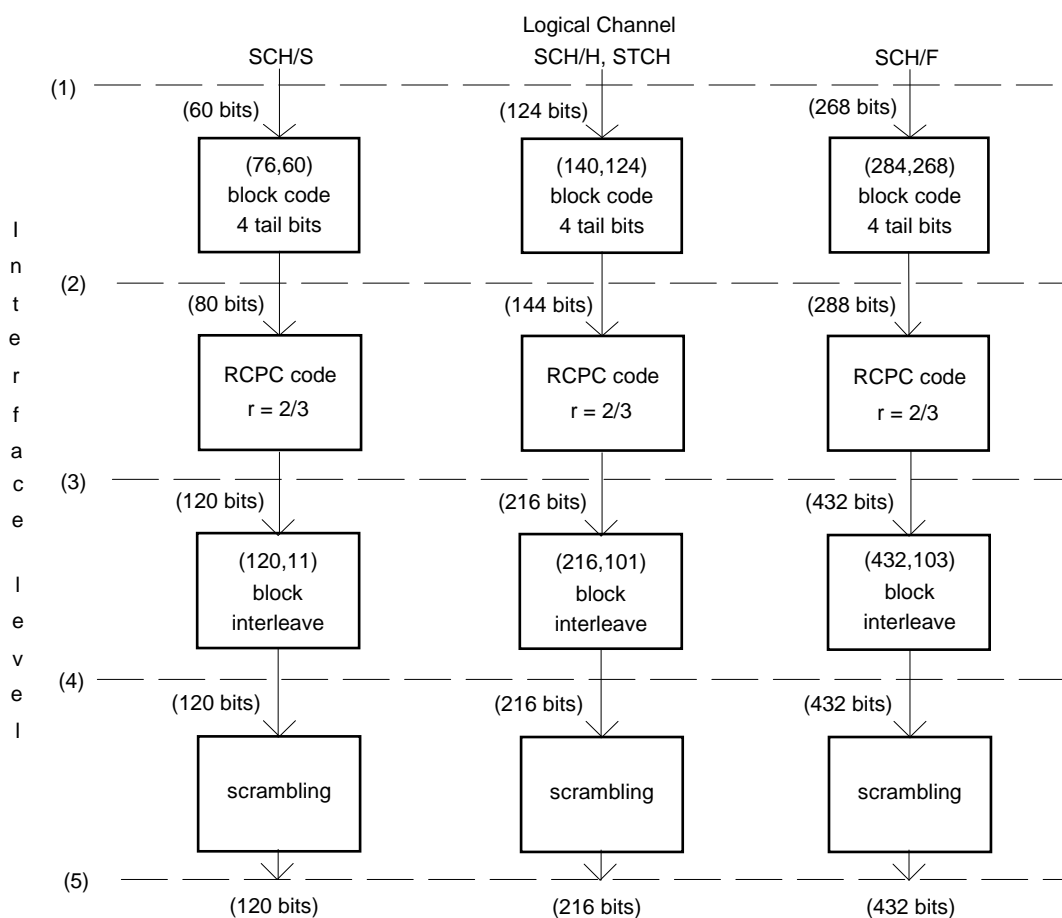 Logical Channel
SCH/S
SCH/H, STCH
SCH/F
(1)
(60 bits)
(124 bits)
(268 bits)
(76,60)
block code
4 tail bits
(140,124)
block code
4 tail bits
(284,268)
block code
4 tail bits
Interface level
(2)
(80 bits)
(144 bits)
(288 bits)
RCPC code
r = 2/3
RCPC code
r = 2/3
RCPC code
r = 2/3
(3)
(120 bits)
(216 bits)
(432 bits)
(120,11)
block
interleave
(216,101)
block
interleave
(432,103)
block
interleave
(4)
(120 bits)
(216 bits)
(432 bits)
scrambling
scrambling
scrambling
(5)
(120 bits)
(216 bits)
(432 bits)